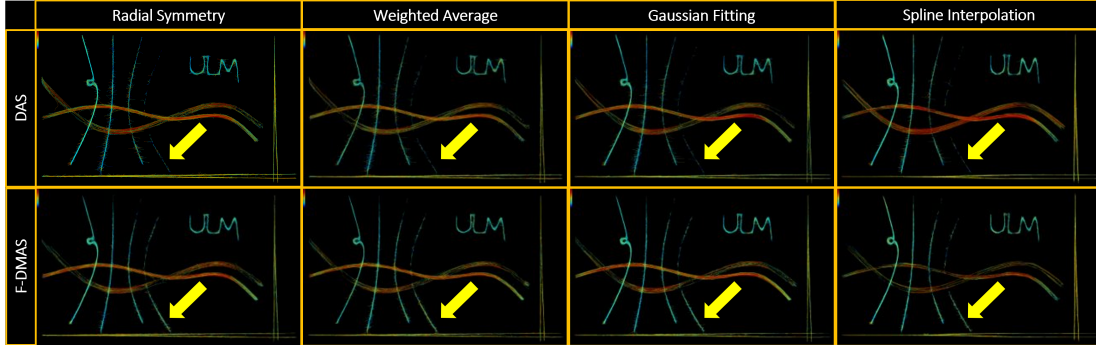 Radial Symmetry Weighted Average Gaussian Fitting Spline Interpolation
DAS
ULM ULM ULM ULM
F-DMAS
ULM ULM ULM ULM